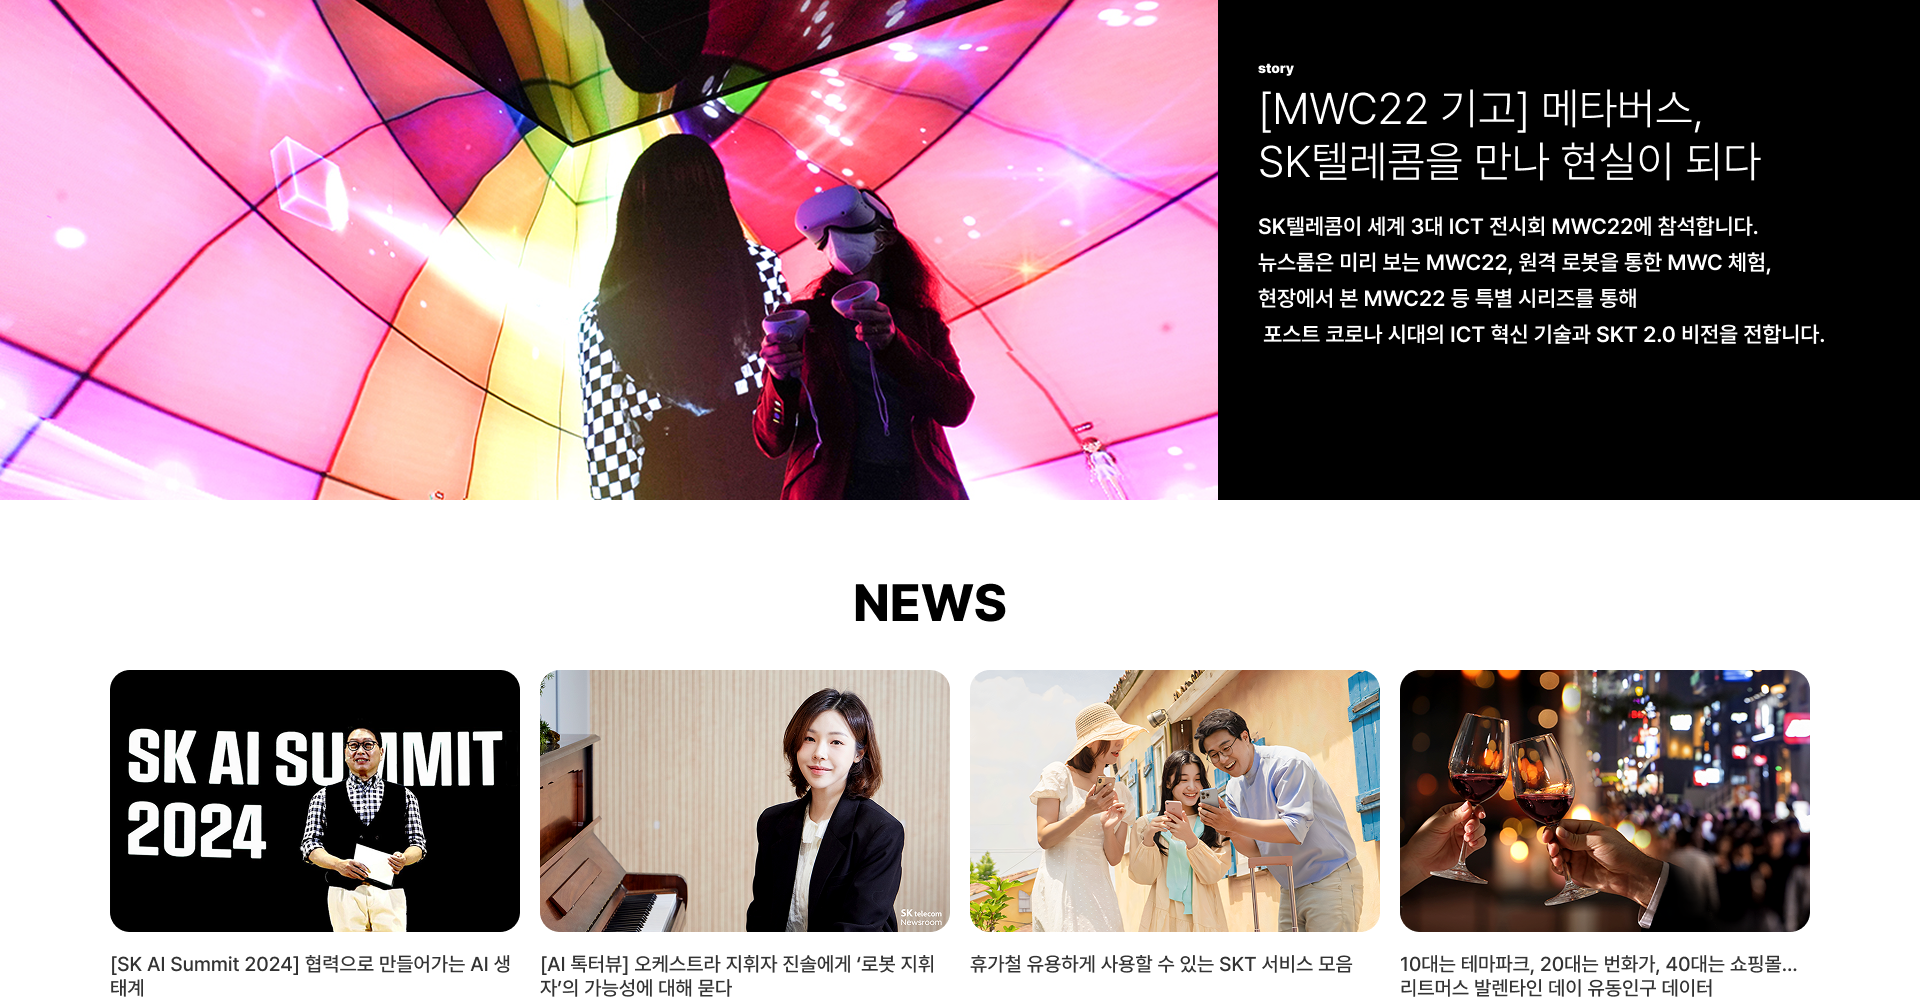 story
[MWC22 기고] 메타버스,
SK텔레콤을 만나 현실이 되다
SK텔레콤이 세계 3대 ICT 전시회 MWC22에 참석합니다.
뉴스룸은 미리 보는 MWC22, 원격 로봇을 통한 MWC 체험,
현장에서 본 MWC22 등 특별 시리즈를 통해
포스트 코로나 시대의 ICT 혁신 기술과 SKT 2.0 비전을 전합니다.
NEWS
SK AI SUMMIT
2024
SK telecom
Newsroom
[SK AI Summit 2024] 협력으로 만들어가는 AI 생
태계
[AI 톡터뷰] 오케스트라 지휘자 진솔에게 ‘로봇 지휘
자’의 가능성에 대해 묻다
휴가철 유용하게 사용할 수 있는 SKT 서비스 모음
10대는 테마파크, 20대는 번화가, 40대는 쇼핑몰...
리트머스 발렌타인 데이 유동인구 데이터